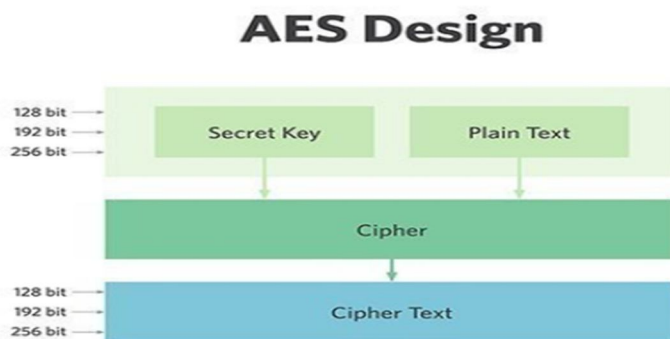 AES Design
128 bit
192 bit
256 bit
Secret Key
Plain Text
Cipher
128 bit
192 bit
256 bit
Cipher Text